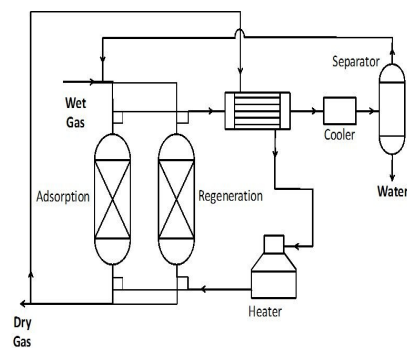 Separator
Wet
Gas
Cooler
Water
Adsorption
Regeneration
Heater
Dry
Gas